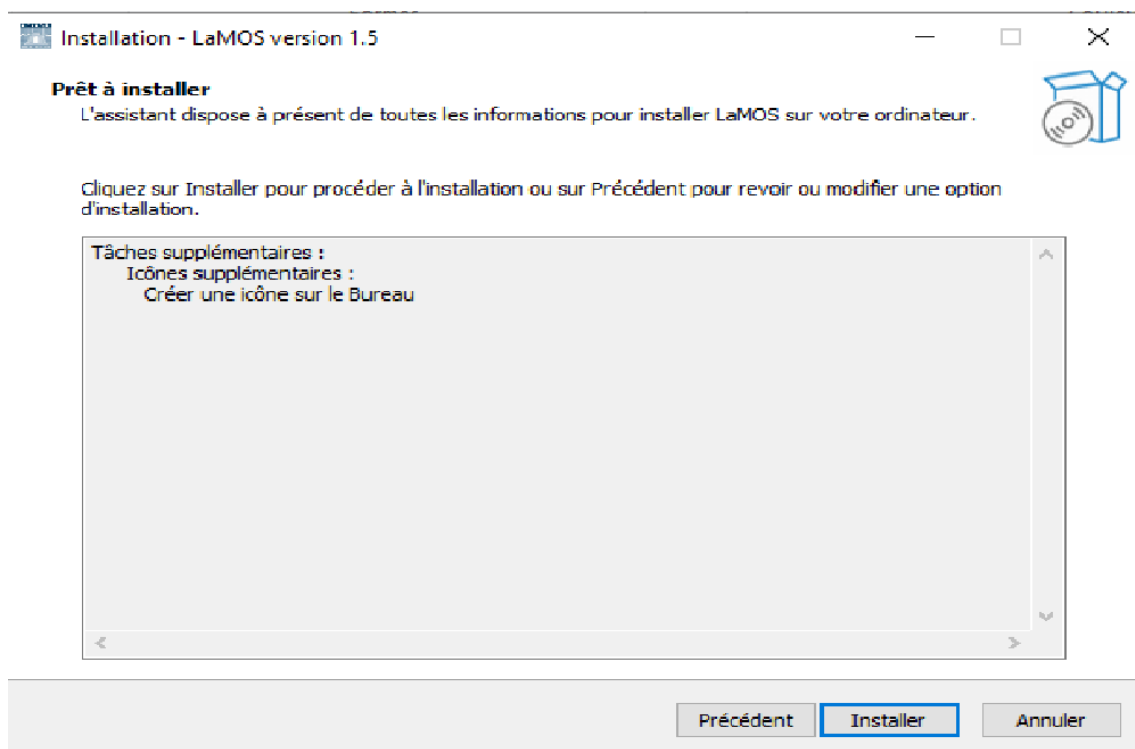 Installation - LaMOS version 1.5
Prêt à installer
L'assistant dispose à présent de toutes les informations pour installer LaMOS sur votre ordinateur.
Cliquez sur Installer pour procéder à l'installation ou sur Précédent pour revoir ou modifier une option
d'installation.
Tâches supplémentaires :
Icônes supplémentaires :
Créer une icône sur le Bureau
Précédent
Installer
Annuler